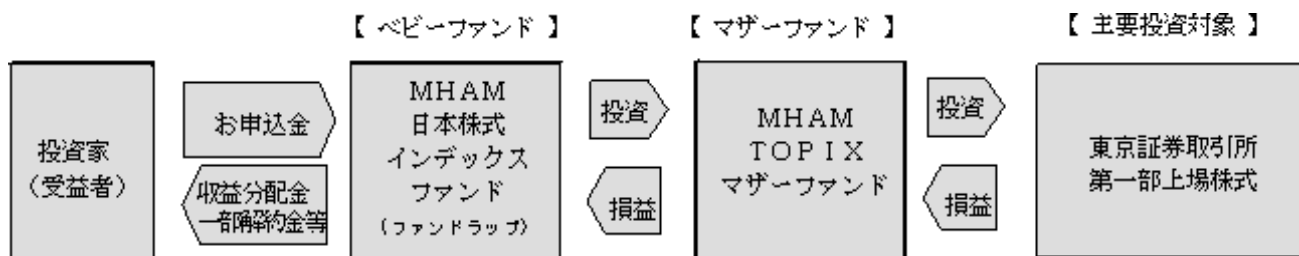 【 ベビーファンド 】
【 マザーファンド 】
【 主要投資対象 】
投資家
(受益者)
お申込金
収益分配金
一部解約金等
MHAM
日本株式
インデックス
ファンド
(ファンドラップ)
投資
損益
MHAM
TOPIX
マザーファンド
投資
損益
東京証券取引所
第一部上場株式